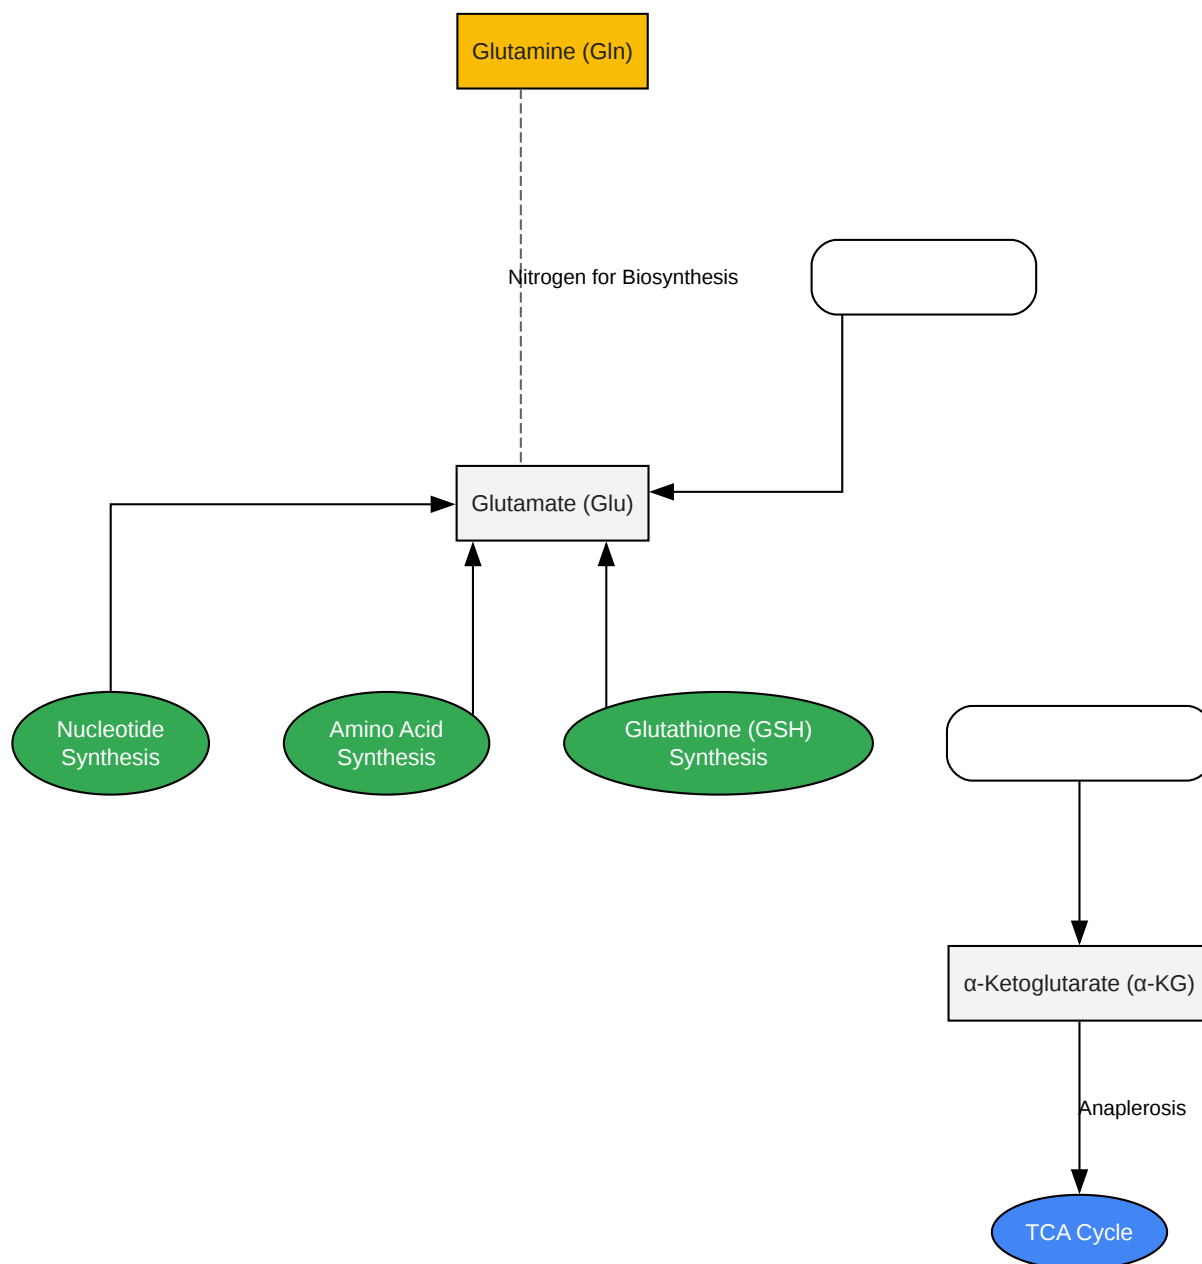 Glutamine (Gln)
Nitrogen for Biosynthesis
Glutamate (Glu)
Nucleotide
Synthesis
Amino Acid
Synthesis
Glutathione (GSH)
Synthesis
α-Ketoglutarate (α-KG)
Anaplerosis
TCA Cycle